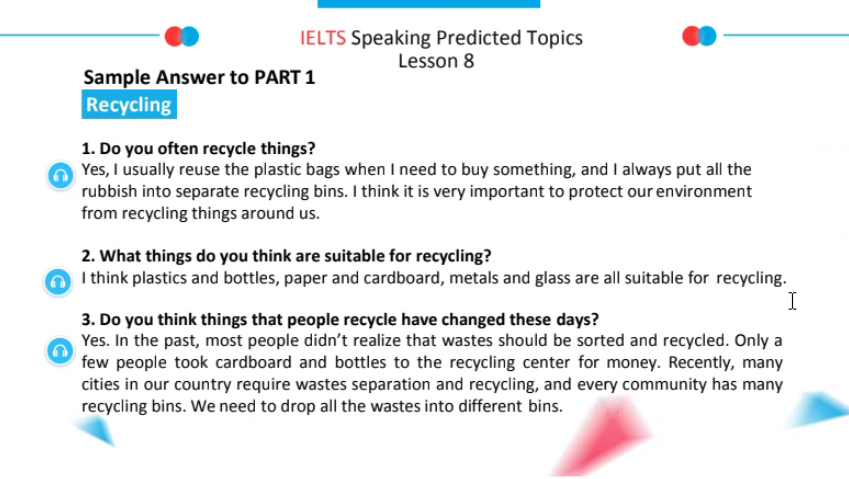 IELTS Speaking Predicted Topics
Lesson 8
Sample Answer to PART 1
Recycling
1. Do you often recycle things?
Yes, I usually reuse the plastic bags when I need to buy something, and I always put all the
rubbish into separate recycling bins. I think it is very important to protect our environment
from recycling things around us.
2. What things do you think are suitable for recycling?
I think plastics and bottles, paper and cardboard, metals and glass are all suitable for recycling.
3. Do you think things that people recycle have changed these days?
Yes. In the past, most people didn’t realize that wastes should be sorted and recycled. Only a
few people took cardboard and bottles to the recycling center for money. Recently, many
cities in our country require wastes separation and recycling, and every community has many
recycling bins. We need to drop all the wastes into different bins.